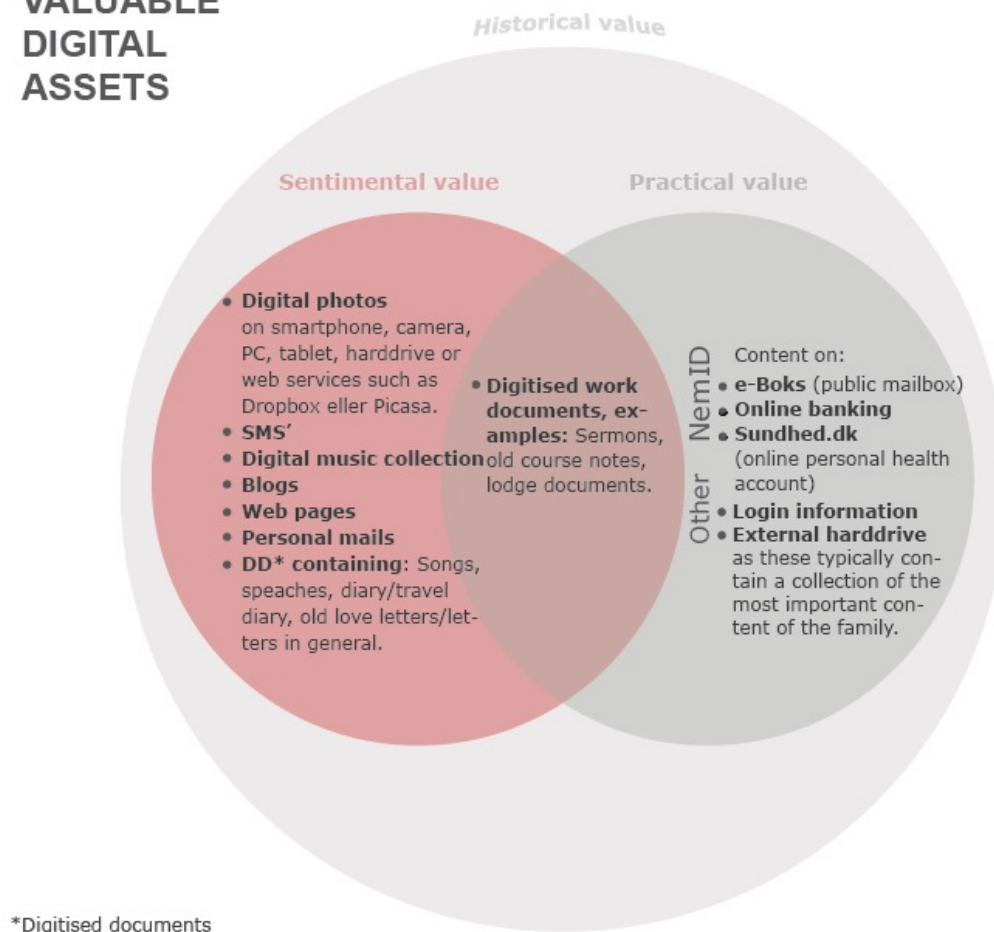 VALUABLE
DIGITAL
ASSETS
Historical value
Sentimental value
Practical value
• Digital photos
on smartphone, camera,
PC, tablet, harddrive or
web services such as
Dropbox eller Picasa.
• SMS’
• Digital music collection
• Blogs
• Web pages
• Personal mails
• DD* containing: Songs,
speaches, diary/travel
diary, old love letters/let-
ters in general.
• Digitised work
documents, ex-
amples: Sermons,
old course notes,
lodge documents.
NemID
Content on:
• e-Boks (public mailbox)
• Online banking
• Sundhed.dk
(online personal health
account)
Other
• Login information
• External harddrive
as these typically con-
tain a collection of the
most important con-
tent of the family.
*Digitised documents